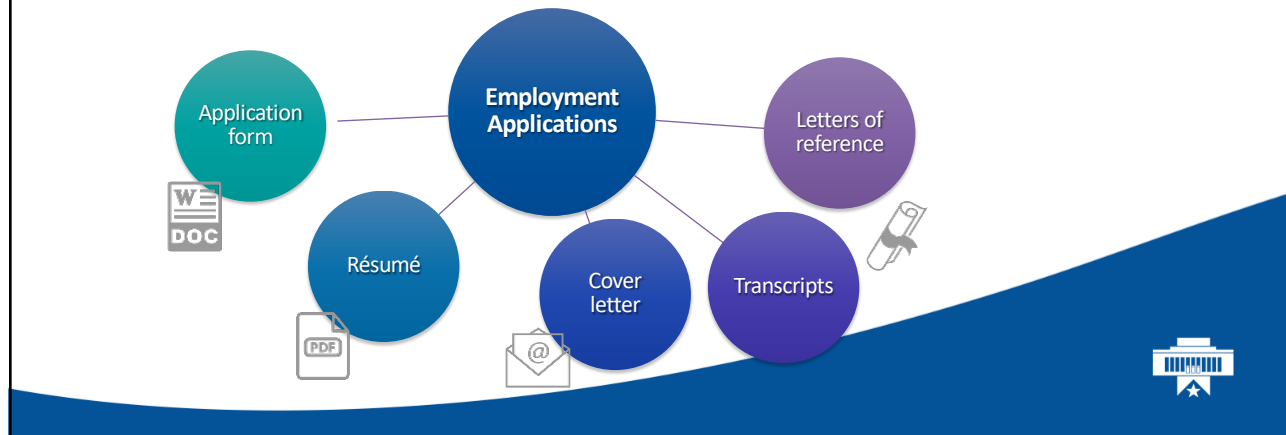 Employment
Applications
Application
form
Letters of
reference
W
DOC
Résumé
Cover
letter
Transcripts
PDF
@